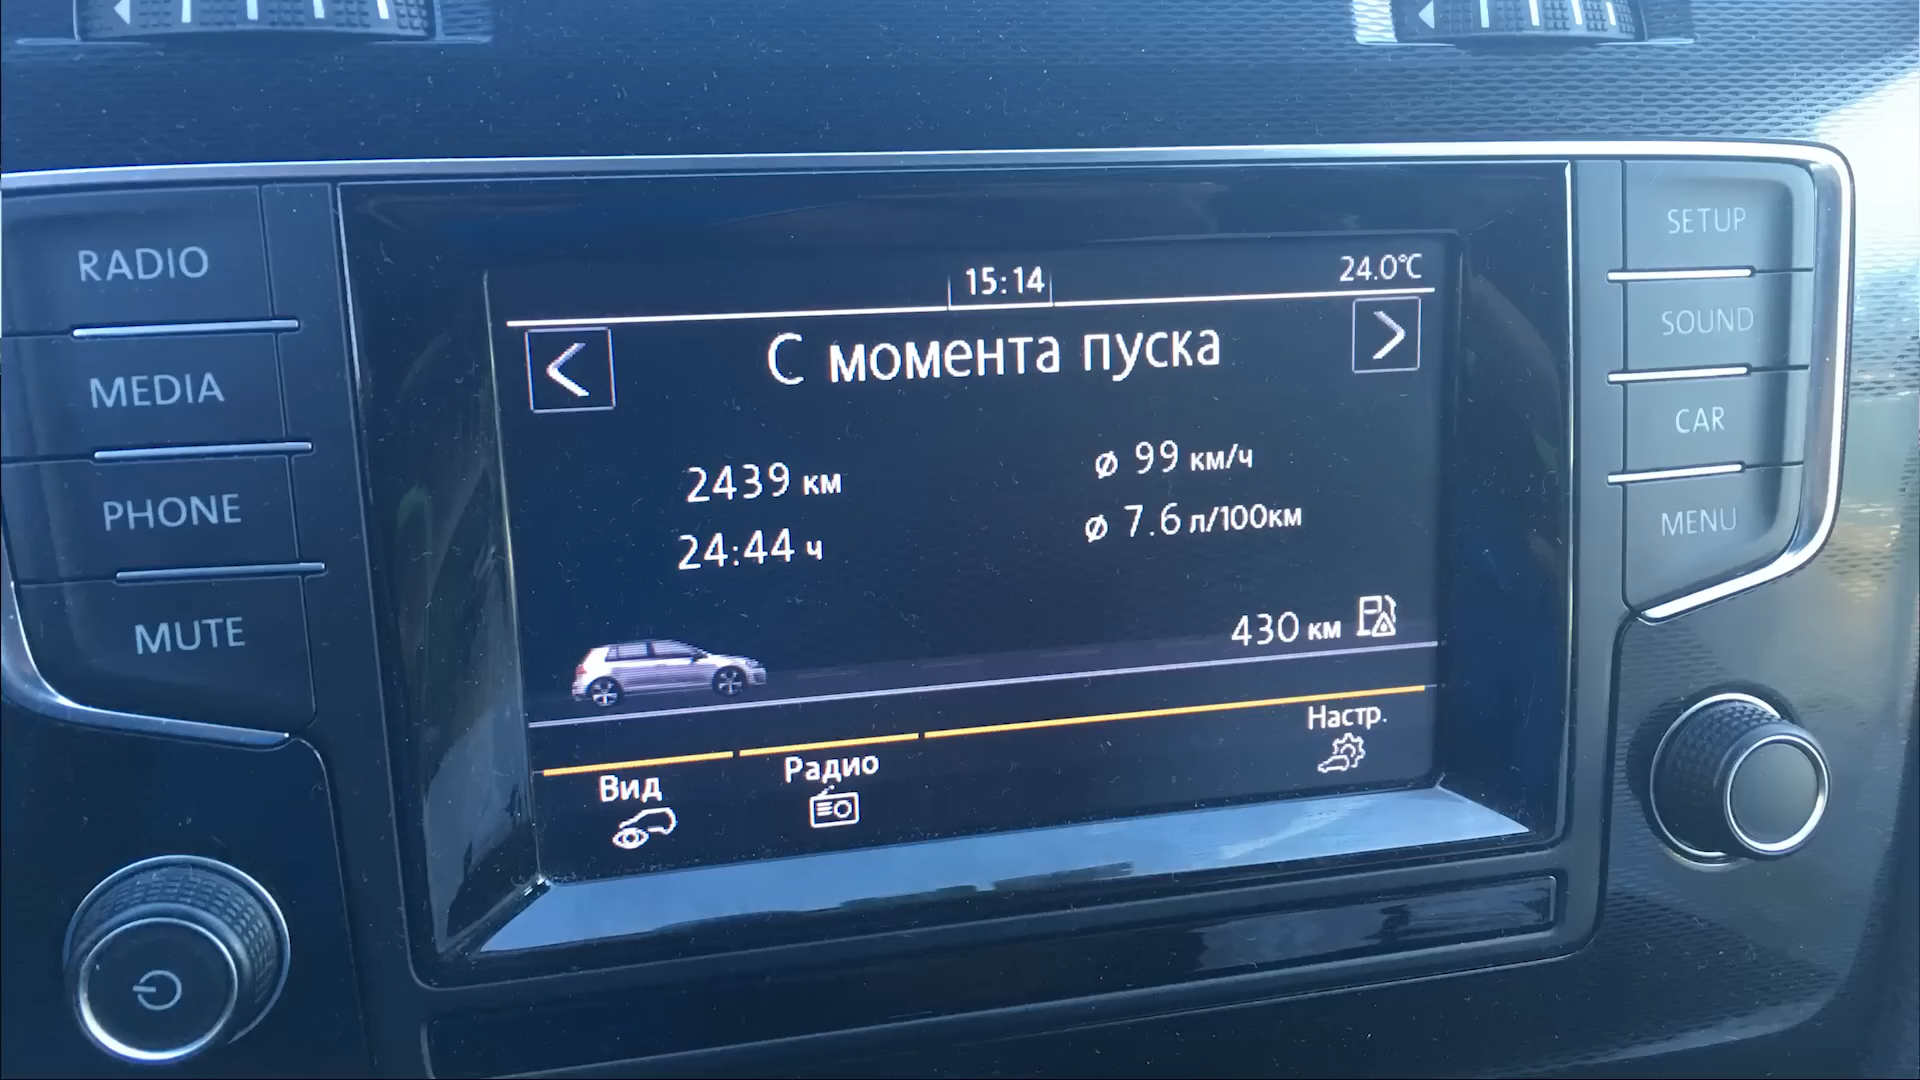 RADIO
MEDIA
PHONE
MUTE
15:14
24.0°C
С момента пуска
2439 км
ø 99 км/ч
24:44 ч
ø 7.6 л/100км
430 км
Вид
Радио
Настр.
SETUP
SOUND
CAR
MENU